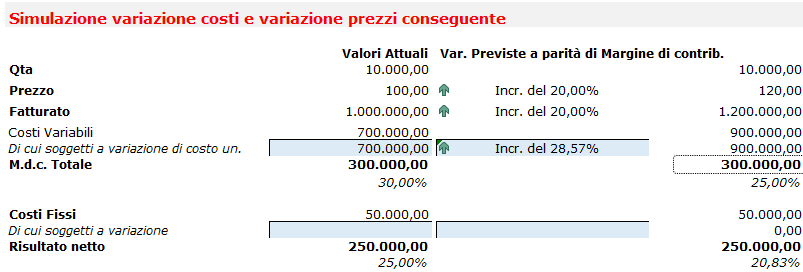 Simulazione variazione costi e variazione prezzi conseguente
Valori Attuali Var. Previste a parità di Margine di contrib.
Qta 10.000,00 10.000,00
Prezzo 100,00 Incr. del 20,00% 120,00
Fatturato 1.000.000,00 Incr. del 20,00% 1.200.000,00
Costi Variabili 700.000,00 900.000,00
Di cui soggetti a variazione di costo un. 700.000,00 Incr. del 28,57% 900.000,00
M.d.c. Totale 300.000,00 300.000,00
30,00% 25,00%
Costi Fissi 50.000,00 50.000,00
Di cui soggetti a variazione 0,00
Risultato netto 250.000,00 250.000,00
25,00% 20,83%